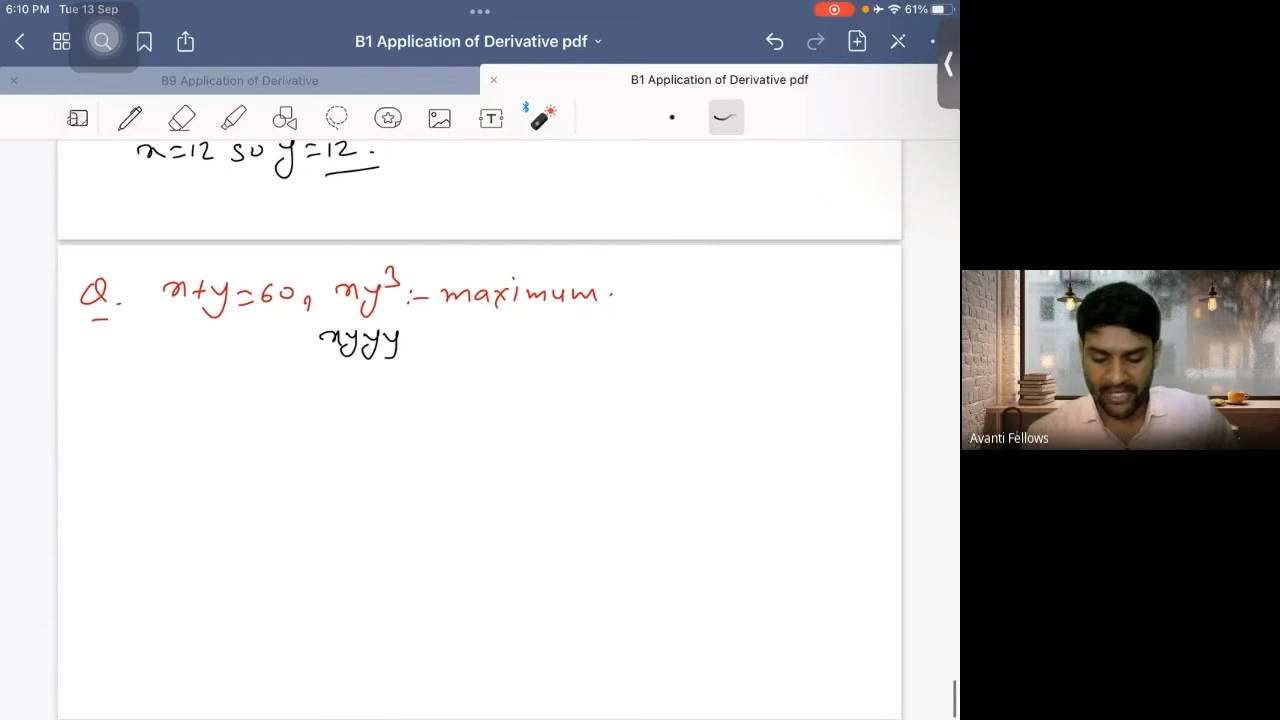 6:10 PM Tue 13 Sep
61%
B1 Application of Derivative pdf
B9 Application of Derivative
B1 Application of Derivative pdf
T
x=12 so y=12.
Q. x+y=60, xy³:- maximum.
xyyy
Avanti Fellows